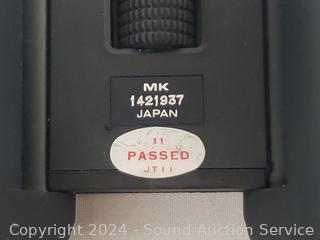 MK
1421937
JAPAN
11
PASSED
JT11
Copyright 2024 - Sound Auction Service